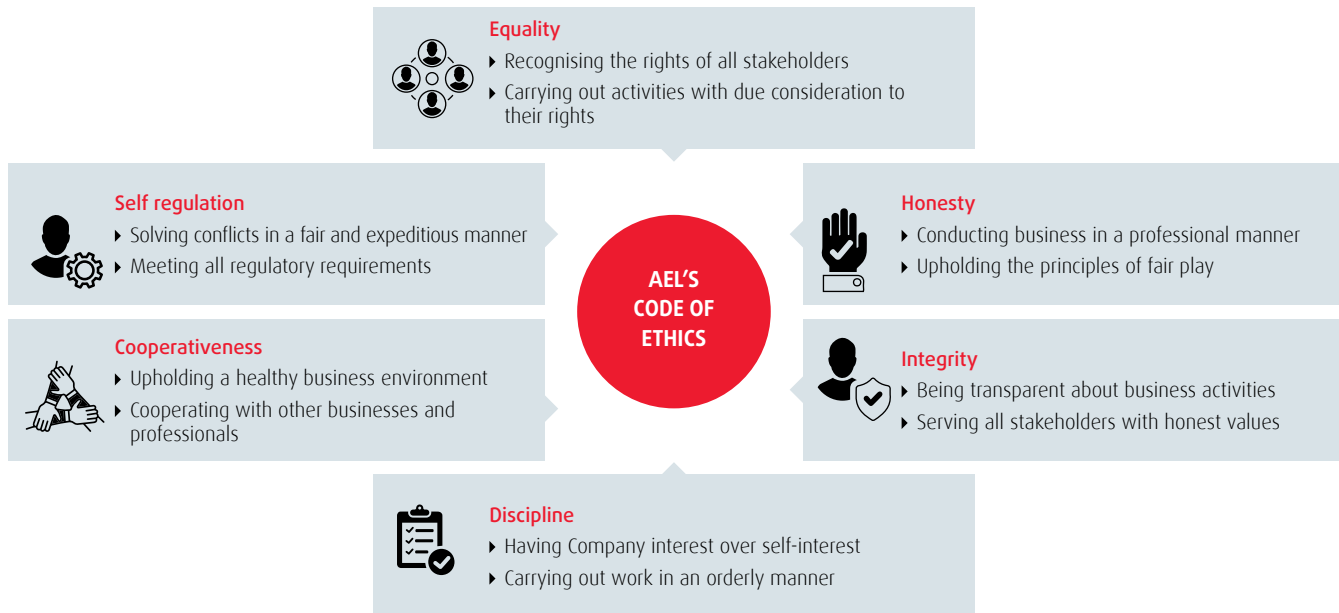 Equality
Recognising the rights of all stakeholders
Carrying out activities with due consideration to
their rights
Self regulation
Solving conflicts in a fair and expeditious manner
Meeting all regulatory requirements
Honesty
Conducting business in a professional manner
Upholding the principles of fair play
AEL'S
CODE OF
ETHICS
Cooperativeness
Upholding a healthy business environment
Cooperating with other businesses and
professionals
Integrity
Being transparent about business activities
Serving all stakeholders with honest values
Discipline
Having Company interest over self-interest
Carrying out work in an orderly manner